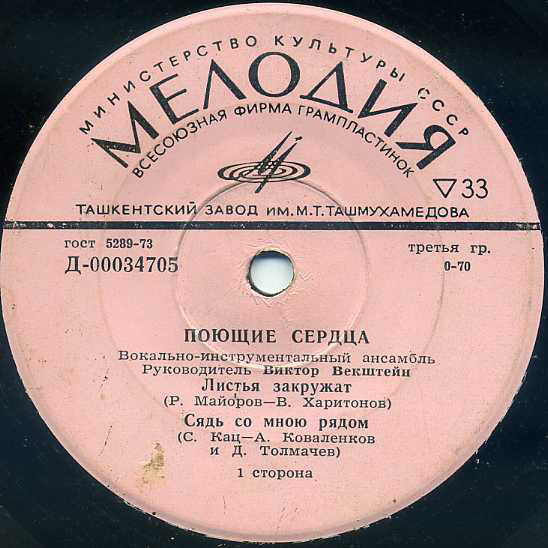 МИНИСТЕРСТВО КУЛЬТУРЫ СССР
МЕЛОДИЯ
ВСЕСОЮЗНАЯ ФИРМА ГРАМПЛАСТИНОК
▽33
ТАШКЕНТСКИЙ ЗАВОД ИМ. М.Т. ТАШМУХАМЕДОВА
гост 5289-73
третья гр.
Д-00034705
0-70
ПОЮЩИЕ СЕРДЦА
Вокально-инструментальный ансамбль
Руководитель Виктор Векштейн
Листья закружат
(Р. Майоров—В. Харитонов)
Сядь со мною рядом
(С. Кац—А. Коваленков
и Д. Толмачев)
1 сторона